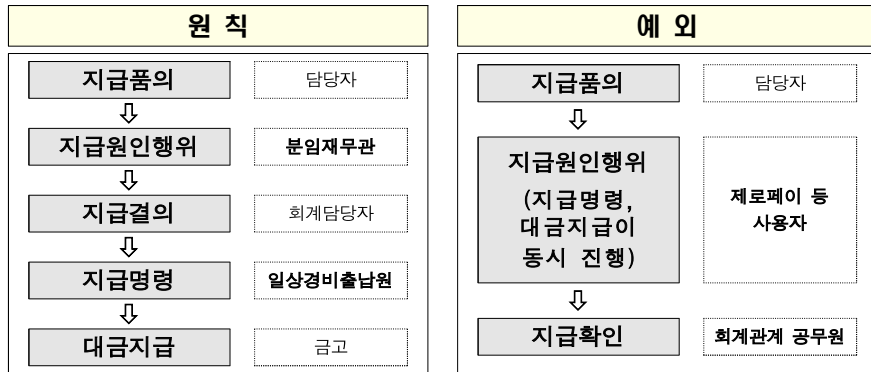 원 칙
지급품의 담당자
지급원인행위 분임재무관
지급결의 회계담당자
지급명령 일상경비출납원
대금지급 금고
예 외
지급품의 담당자
지급원인행위
(지급명령,
대금지급이
동시 진행)
제로페이 등
사용자
지급확인 회계관계 공무원